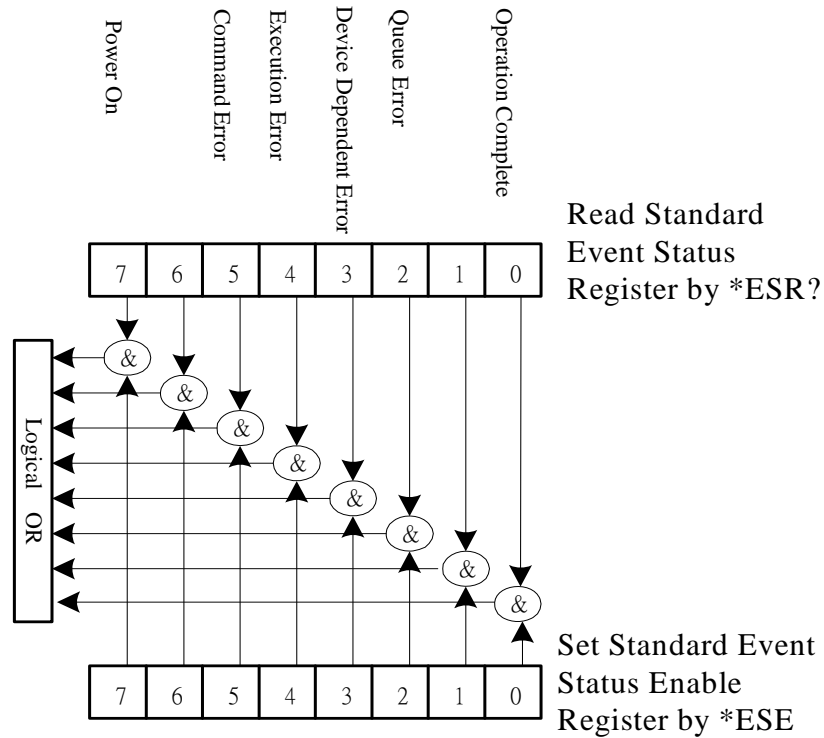 Power On
Command Error
Execution Error
Device Dependent Error
Queue Error
Operation Complete
Read Standard
Event Status
Register by *ESR?
7 6 5 4 3 2 1 0
&
&
&
&
&
&
&
&
Logical OR
Set Standard Event
Status Enable
Register by *ESE
7 6 5 4 3 2 1 0